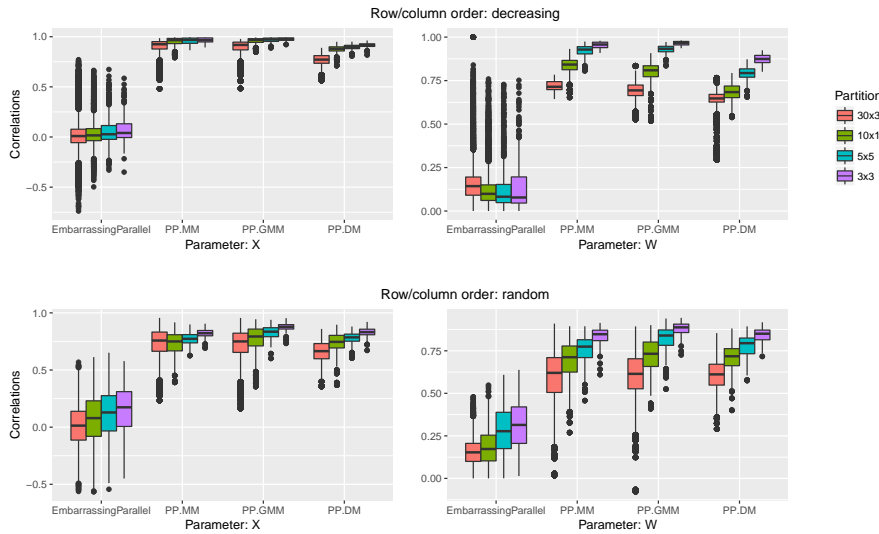 Row/column order: decreasing
Correlations
1.0
0.5
0.0
−0.5
EmbarrassingParallel PP.MM PP.GMM PP.DM
Parameter: X
1.00
0.75
0.50
0.25
0.00
EmbarrassingParallel PP.MM PP.GMM PP.DM
Parameter: W
Partition
30x3
10x1
5x5
3x3
Row/column order: random
Correlations
1.0
0.5
0.0
−0.5
EmbarrassingParallel PP.MM PP.GMM PP.DM
Parameter: X
0.75
0.50
0.25
0.00
EmbarrassingParallel PP.MM PP.GMM PP.DM
Parameter: W